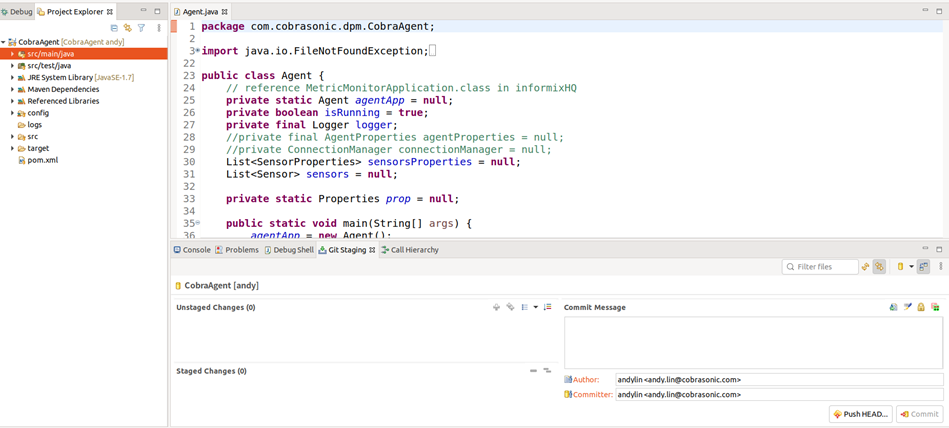 Debug Project Explorer
CobraAgent [CobraAgent andy]
src/main/java
src/test/java
JRE System Library [JavaSE-1.7]
Maven Dependencies
Referenced Libraries
config
logs
src
target
pom.xml
Agent.java
1 package com.cobrasonic.dpm.CobraAgent;
2
3 import java.io.FileNotFoundException;
22
23 public class Agent {
24 // reference MetricMonitorApplication.class in informixHQ
25 private static Agent agentApp = null;
26 private boolean isRunning = true;
27 private final Logger logger;
28 //private final AgentProperties agentProperties = null;
29 //private ConnectionManager connectionManager = null;
30 List<SensorProperties> sensorsProperties = null;
31 List<Sensor> sensors = null;
32
33 private static Properties prop = null;
34
35 public static void main(String[] args) {
36 agentApp = new Agent();
Console Problems Debug Shell Git Staging Call Hierarchy
Filter files
CobraAgent [andy]
Unstaged Changes (0)
Staged Changes (0)
Commit Message
Author: andylin <andy.lin@cobrasonic.com>
Committer: andylin <andy.lin@cobrasonic.com>
Push HEAD... Commit